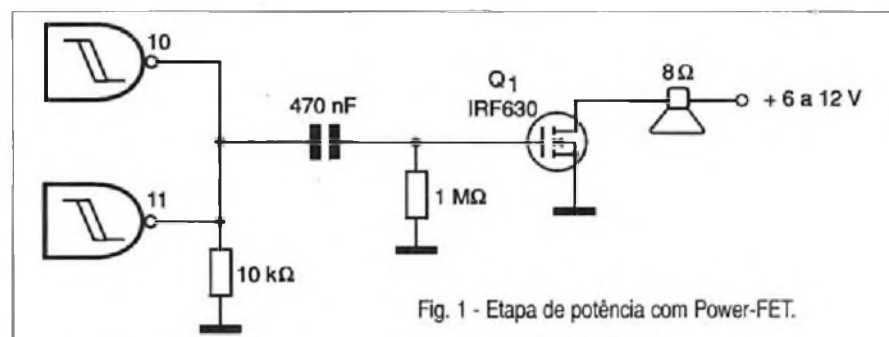 10
11
10 kΩ
470 nF
1 MΩ
Q1
IRF630
8 Ω
+ 6 a 12 V
Fig. 1 - Etapa de potência com Power-FET.